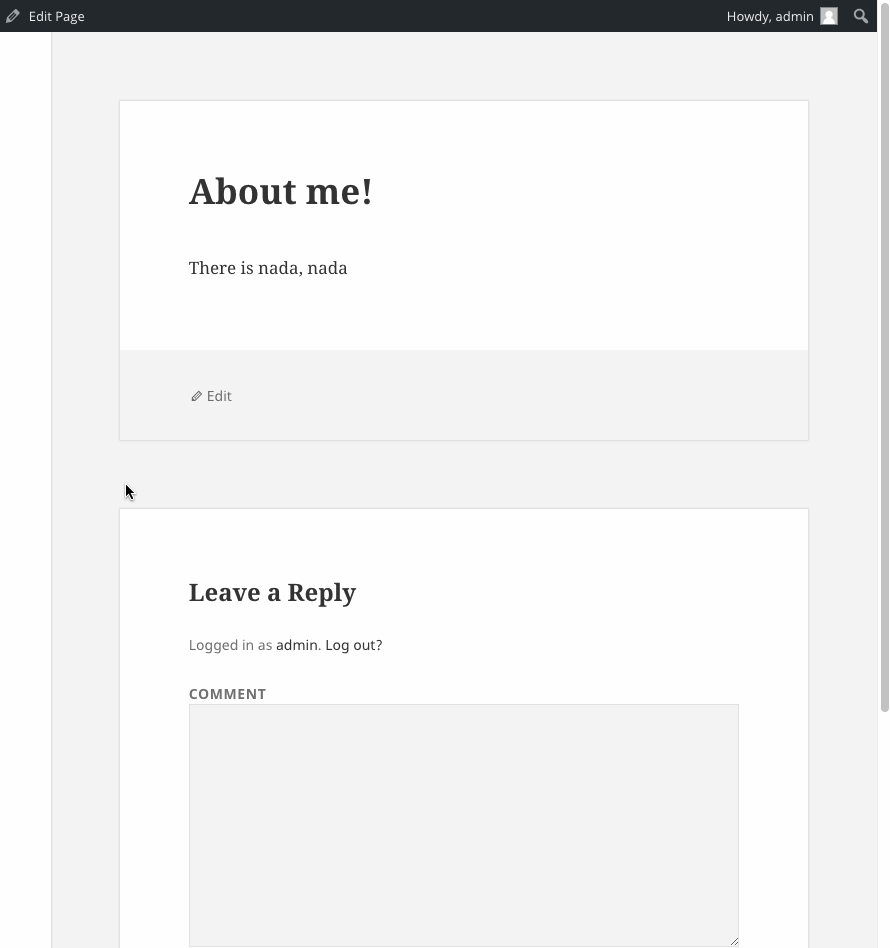 Edit Page
Howdy, admin
About me!
There is nada, nada
Edit
Leave a Reply
Logged in as admin. Log out?
COMMENT